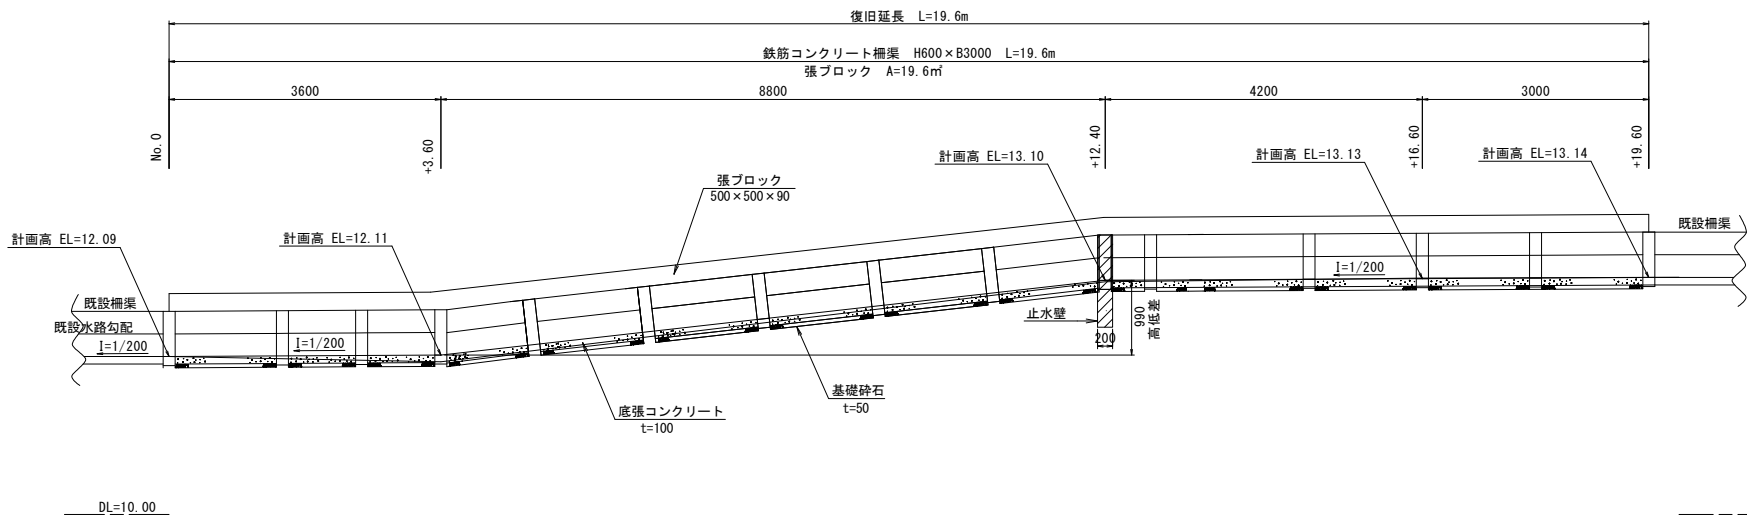 復旧延長 L=19.6m
鉄筋コンクリート柵渠 H600×B3000 L=19.6m
張ブロック A=19.6㎡
3600
8800
4200
3000
No.0
+3.60
+12.40
+16.60
+19.60
計画高 EL=13.10
計画高 EL=13.13
計画高 EL=13.14
張ブロック
500×500×90
既設柵渠
計画高 EL=12.09
計画高 EL=12.11
I=1/200
既設柵渠
既設水路勾配
I=1/200
I=1/200
止水壁
990
高低差
200
基礎砕石
t=50
底張コンクリート
t=100
DL=10.00